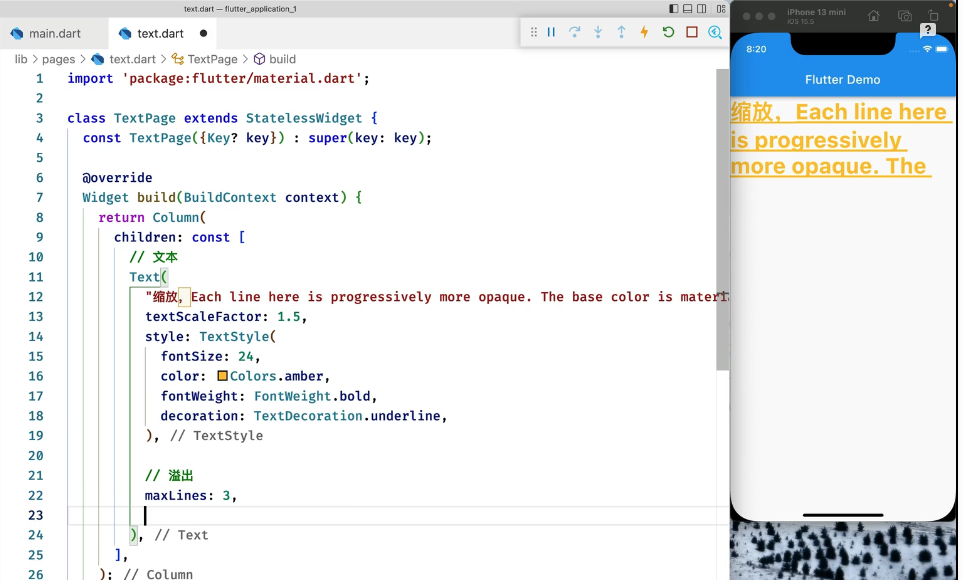 text.dart — flutter_application_1
main.dart
text.dart
lib > pages > text.dart > TextPage > build
1 import 'package:flutter/material.dart';
2
3 class TextPage extends StatelessWidget {
4 const TextPage({Key? key}) : super(key: key);
5
6 @override
7 Widget build(BuildContext context) {
8 return Column(
9 children: const [
10 // 文本
11 Text(
12 "缩放，Each line here is progressively more opaque. The base color is materi
13 textScaleFactor: 1.5,
14 style: TextStyle(
15 fontSize: 24,
16 color: Colors.amber,
17 fontWeight: FontWeight.bold,
18 decoration: TextDecoration.underline,
19 ), // TextStyle
20
21 // 溢出
22 maxLines: 3,
23
24 ), // Text
25 ],
26 ); // Column
iPhone 13 mini
iOS 15.5
?
8:20
Flutter Demo
缩放，Each line here
is progressively
more opaque. The